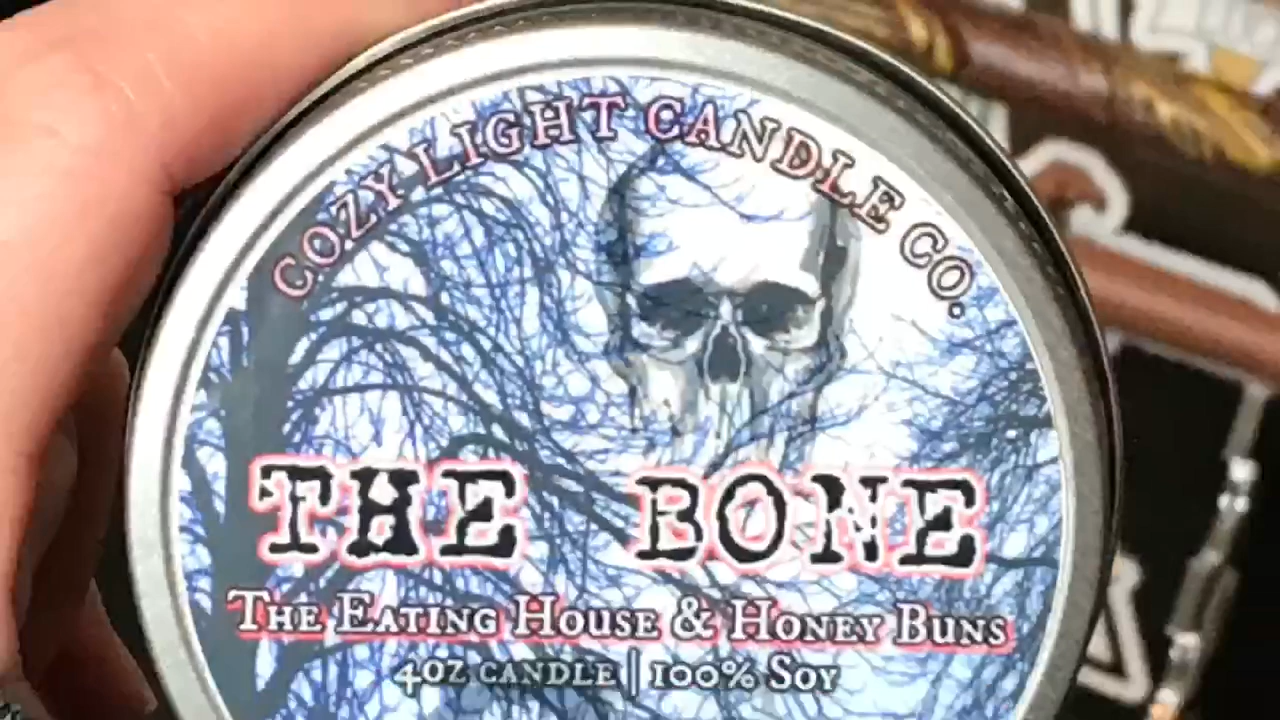 COZY LIGHT CANDLE CO.
THE BONE
THE EATING HOUSE & HONEY BUNS
4OZ CANDLE | 100% SOY